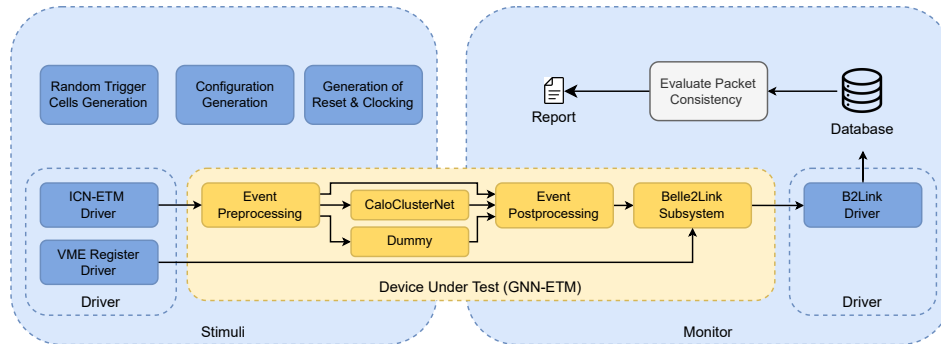 Random Trigger
Cells Generation
Configuration
Generation
Generation of
Reset & Clocking
Report
Evaluate Packet
Consistency
Database
ICN-ETM
Driver
VME Register
Driver
Driver
Event
Preprocessing
CaloClusterNet
Dummy
Event
Postprocessing
Belle2Link
Subsystem
Device Under Test (GNN-ETM)
B2Link
Driver
Driver
Stimuli
Monitor